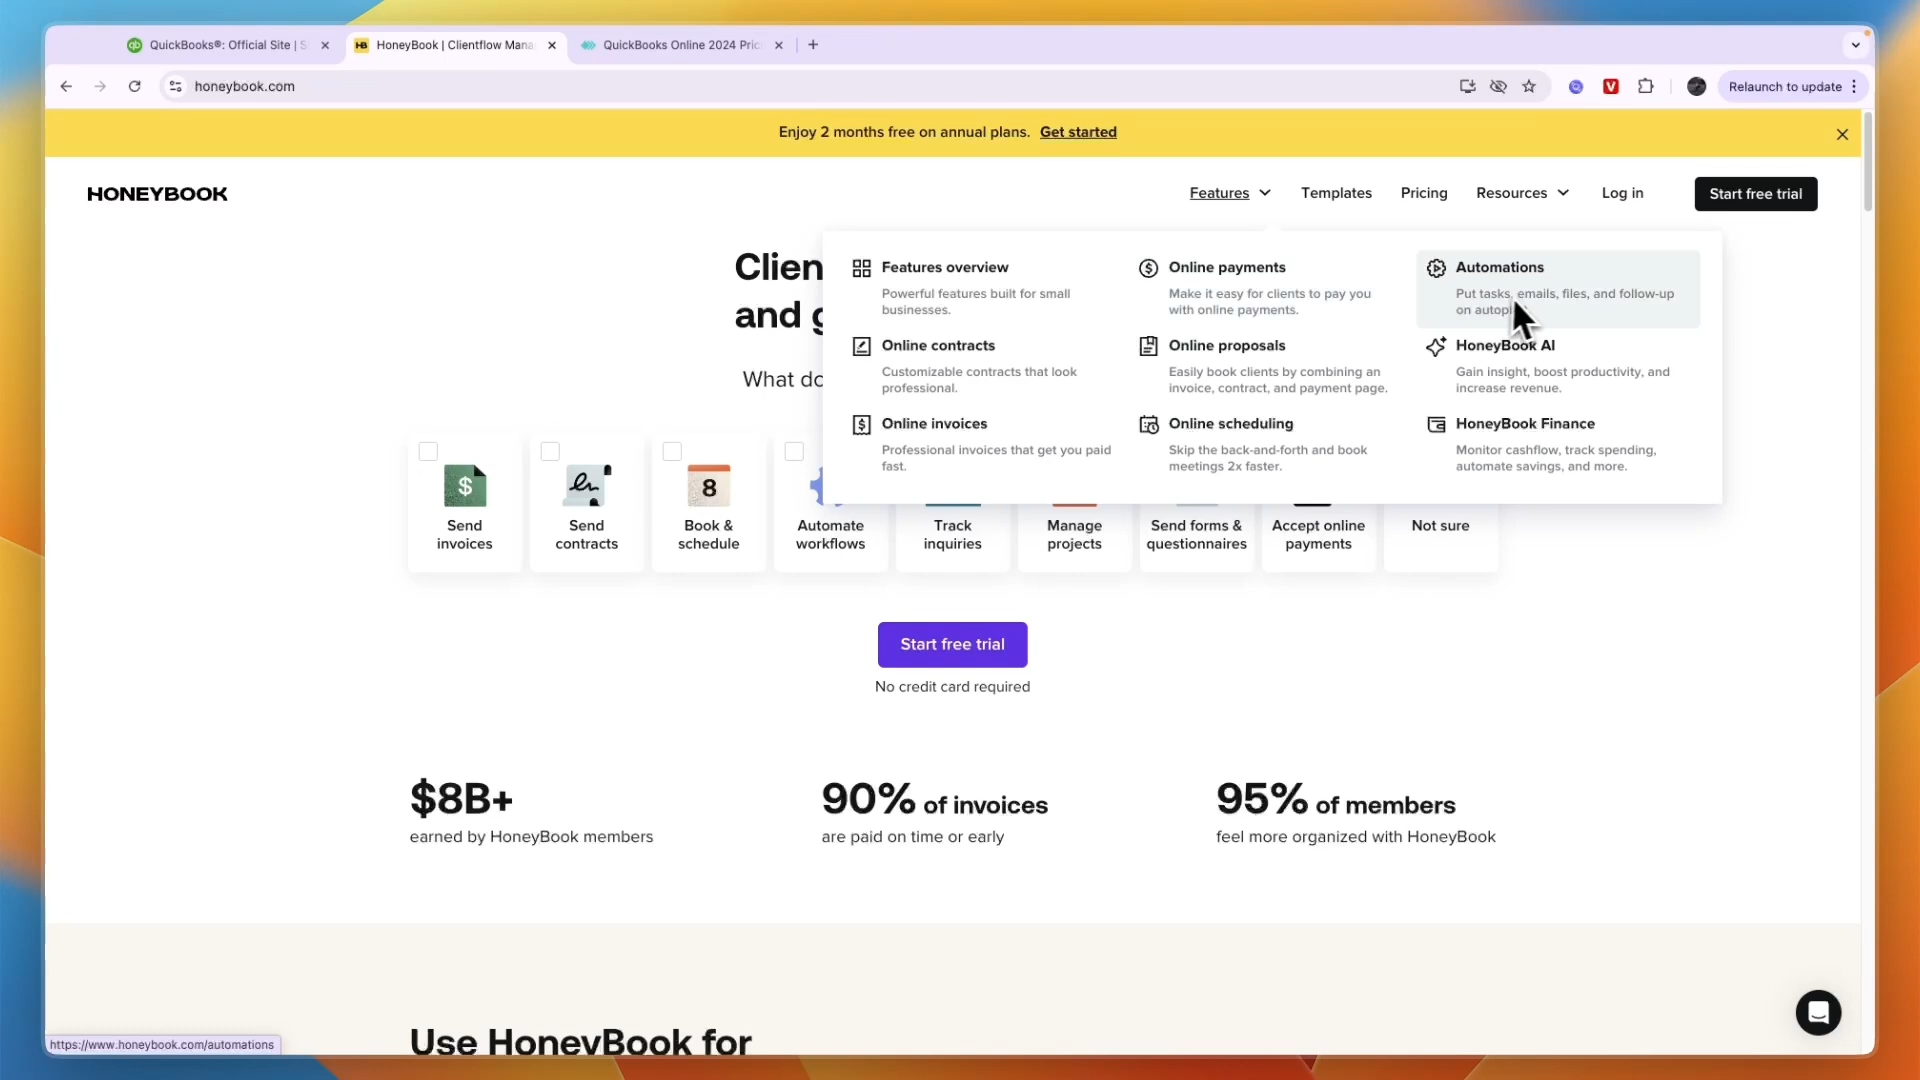 QuickBooks®: Official Site | S
HoneyBook | Clientflow Mana
QuickBooks Online 2024 Pric
honeybook.com
Relaunch to update
Enjoy 2 months free on annual plans. Get started
HONEYBOOK
Features
Templates
Pricing
Resources
Log in
Start free trial
Clien
and g
What do
Features overview
Powerful features built for small
businesses.
Online payments
Make it easy for clients to pay you
with online payments.
Automations
Put tasks, emails, files, and follow-up
on autop
Online contracts
Customizable contracts that look
professional.
Online proposals
Easily book clients by combining an
invoice, contract, and payment page.
HoneyBook AI
Gain insight, boost productivity, and
increase revenue.
Online invoices
Professional invoices that get you paid
fast.
Online scheduling
Skip the back-and-forth and book
meetings 2x faster.
HoneyBook Finance
Monitor cashflow, track spending,
automate savings, and more.
$
8
Send
invoices
Send
contracts
Book &
schedule
Automate
workflows
Track
inquiries
Manage
projects
Send forms &
questionnaires
Accept online
payments
Not sure
Start free trial
No credit card required
$8B+
earned by HoneyBook members
90% of invoices
are paid on time or early
95% of members
feel more organized with HoneyBook
Use HoneyBook for
https://www.honeybook.com/automations